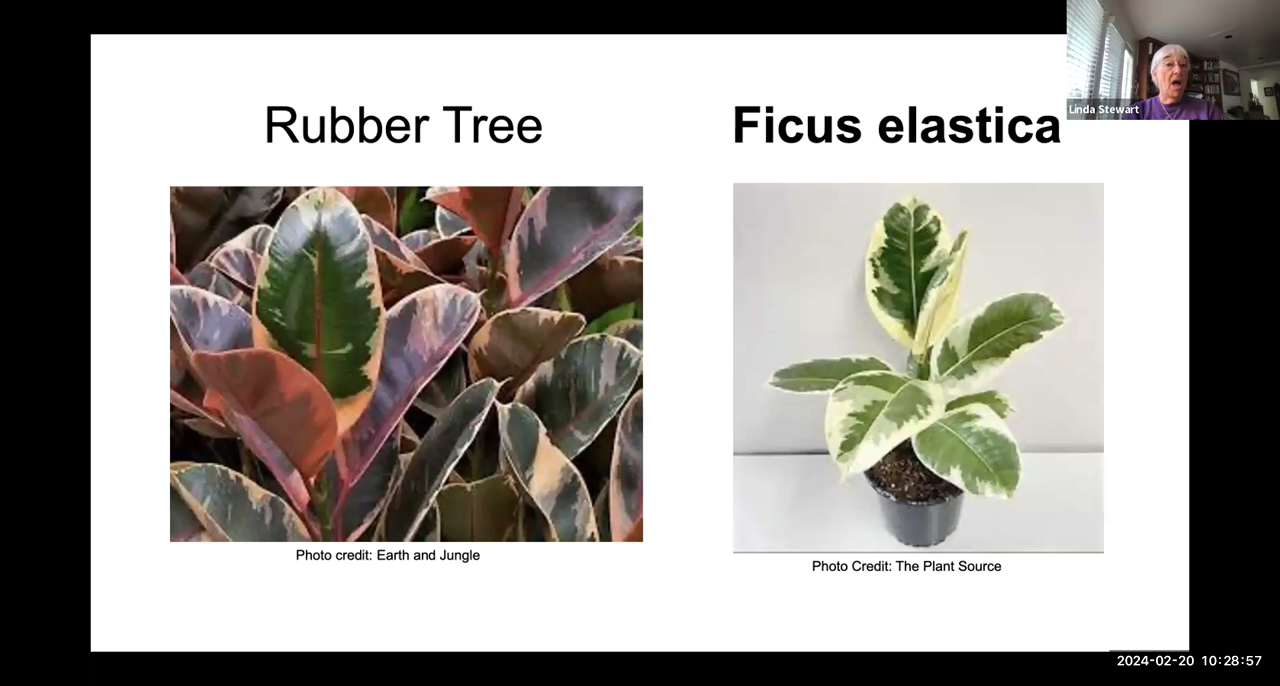 Rubber Tree
Ficus elastica
Linda Stewart
Photo credit: Earth and Jungle
Photo Credit: The Plant Source
2024-02-20 10:28:57